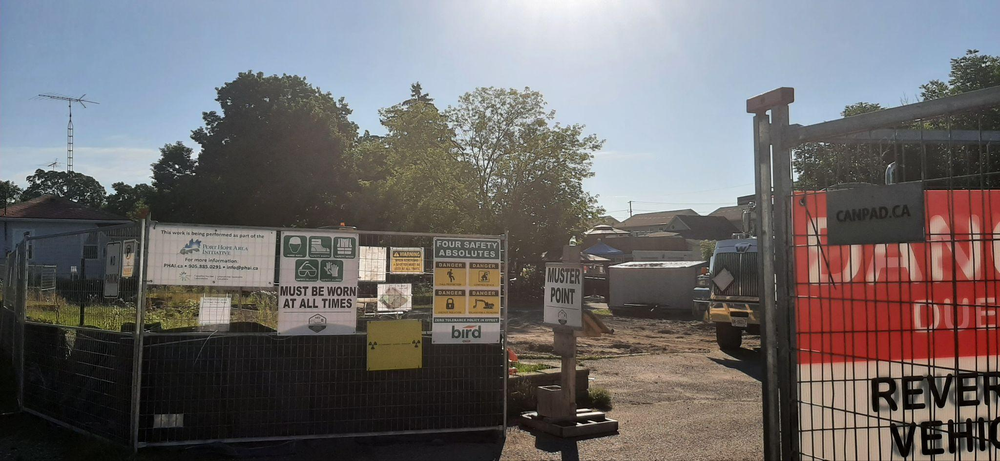 NO
PARKING
This work is being performed as part of the
PORT HOPE AREA
INITIATIVE
For more information:
PHAI.ca • 905.885.0291 • info@phai.ca
HARD HATS
SAFETY BOOTS
SAFETY VESTS
SAFETY GLASSES
SAFETY GLOVES
MUST BE WORN
AT ALL TIMES
WARNING
WHEN REVERSING
A SPOTTER MUST BE
USED AT ALL TIMES
FOUR SAFETY
ABSOLUTES
DANGER
FALL PROTECTION
DANGER
CONFINED SPACE
DANGER
ENERGY ISOLATION
DANGER
EXCAVATION & TRENCHING
ZERO TOLERANCE POLICY IN EFFECT
bird
MUSTER
POINT
CANPAD.CA
DANG
DUE
REVER
VEHIC